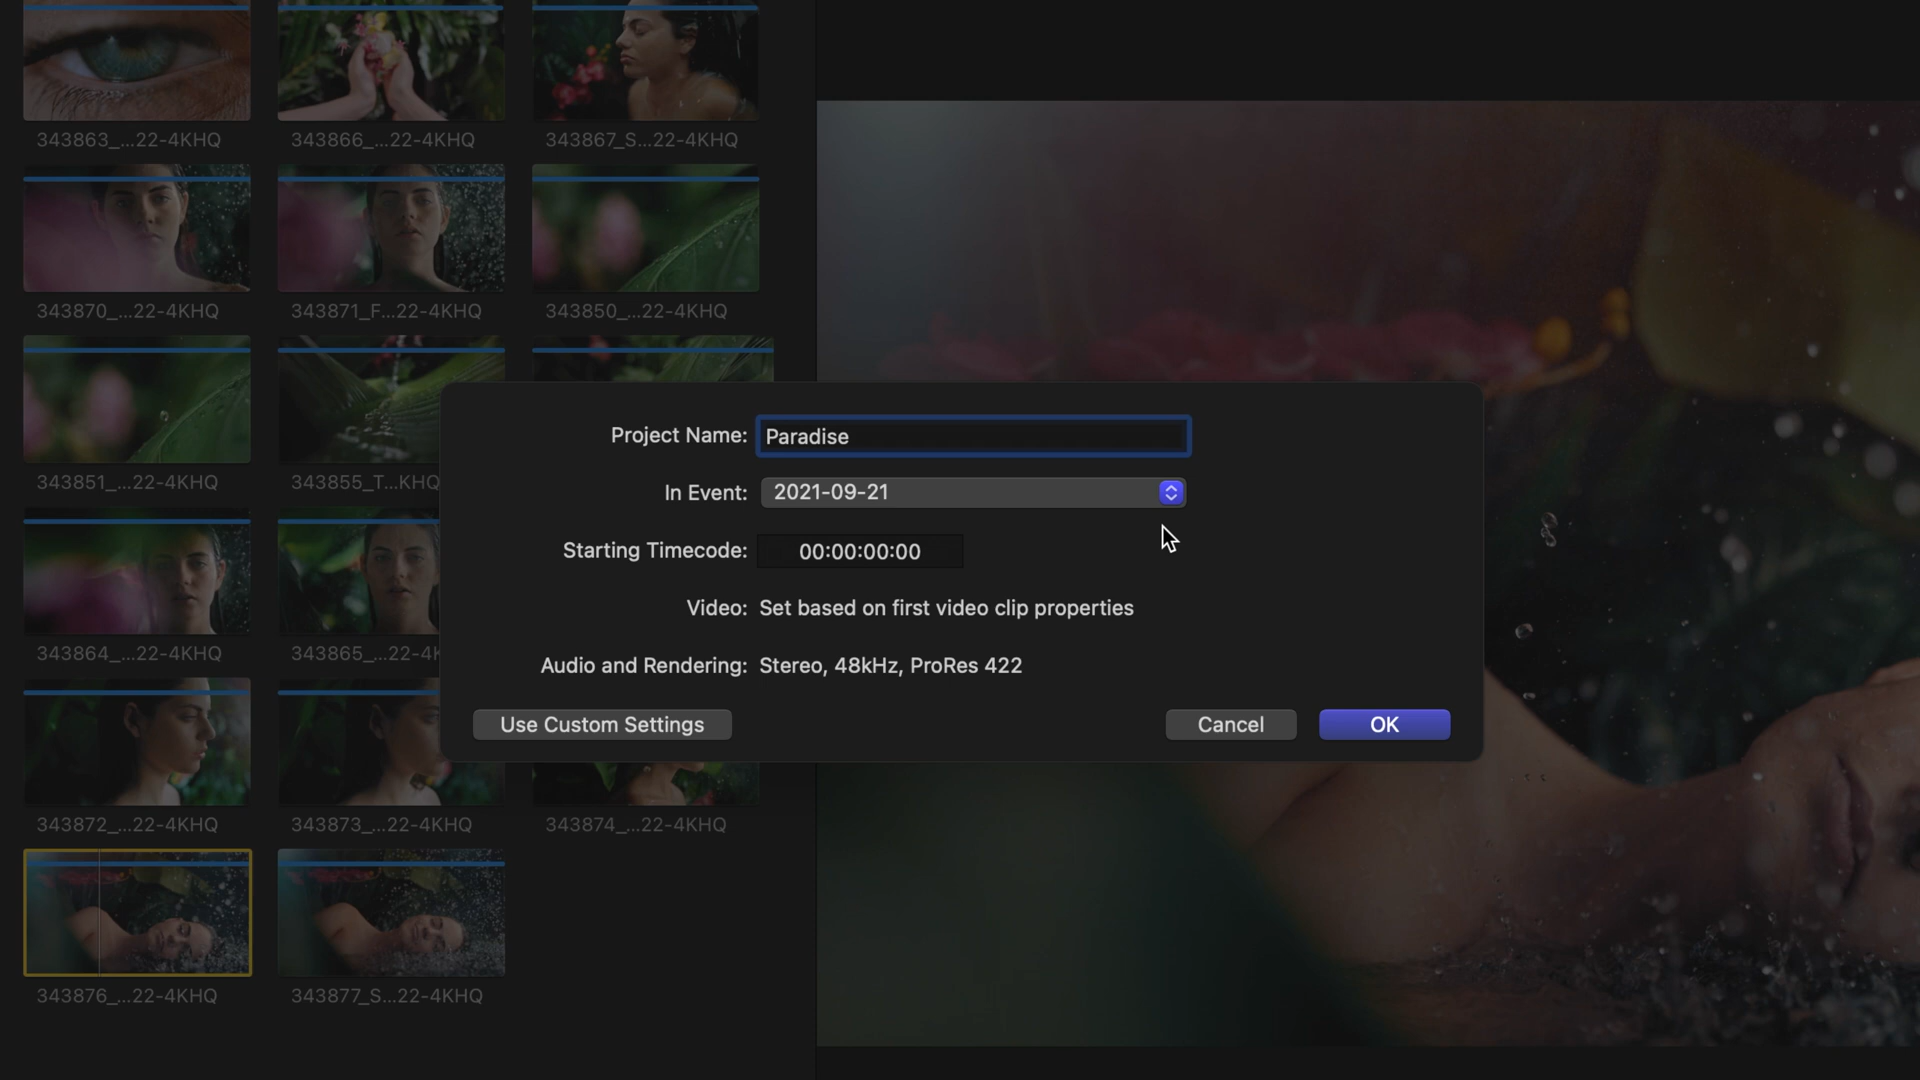 343863_...22-4KHQ
343866_...22-4KHQ
343867_S...22-4KHQ
343870_...22-4KHQ
343871_F...22-4KHQ
343850_...22-4KHQ
343851_...22-4KHQ
343855_T...KHQ
343864_...22-4KHQ
343865_...22-4K
343872_...22-4KHQ
343873_...22-4KHQ
343874_...22-4KHQ
343876_...22-4KHQ
343877_S...22-4KHQ
Project Name: Paradise
In Event: 2021-09-21
Starting Timecode: 00:00:00:00
Video: Set based on first video clip properties
Audio and Rendering: Stereo, 48kHz, ProRes 422
Use Custom Settings
Cancel
OK